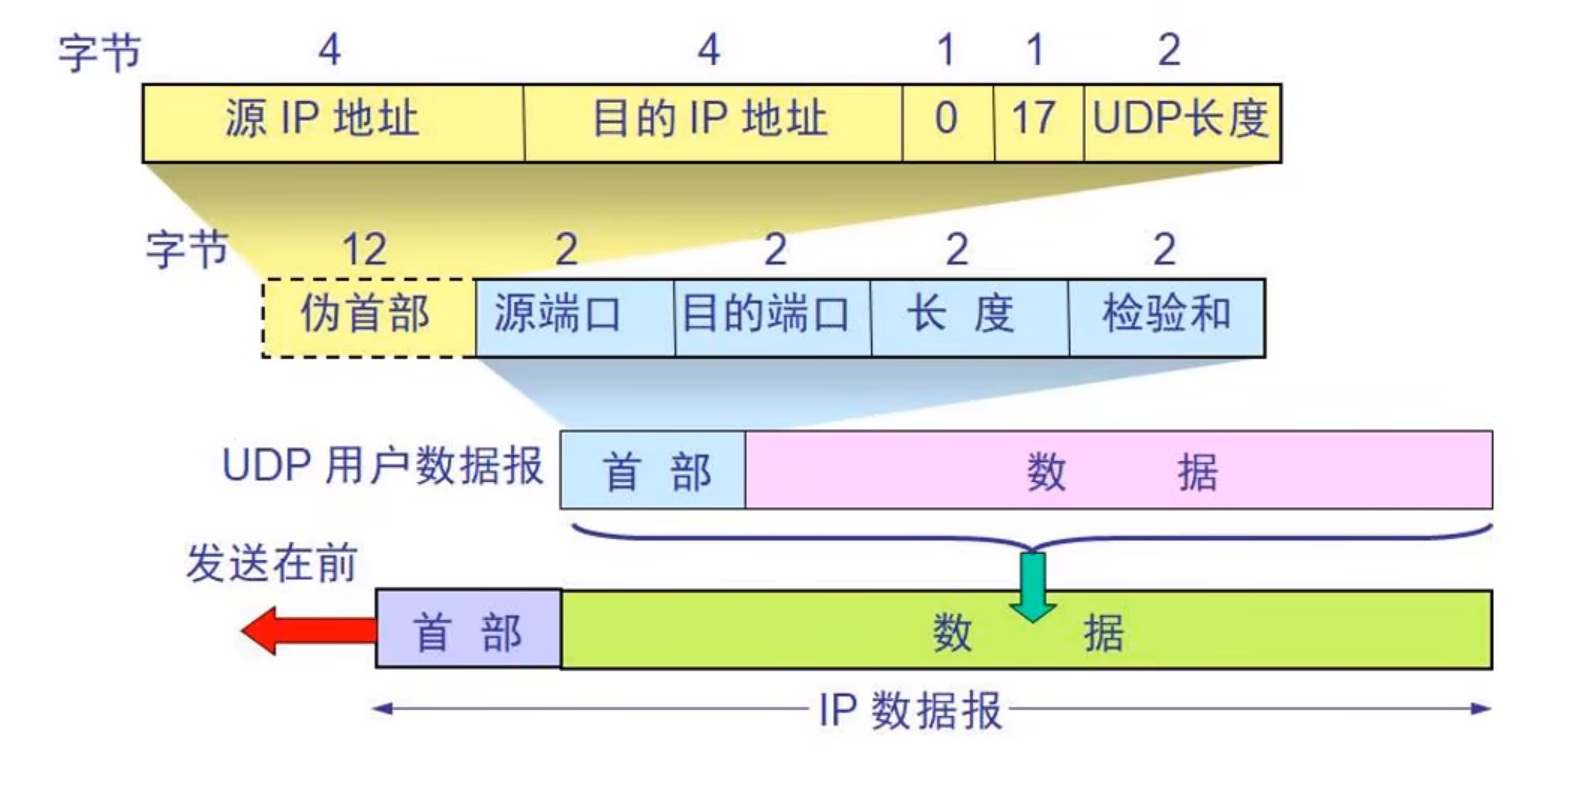 字节 4 4 1 1 2
源 IP 地址 目的 IP 地址 0 17 UDP长度
字节 12 2 2 2 2
伪首部 源端口 目的端口 长 度 检验和
UDP 用户数据报 首 部 数 据
发送在前
首 部 数 据
IP 数据报